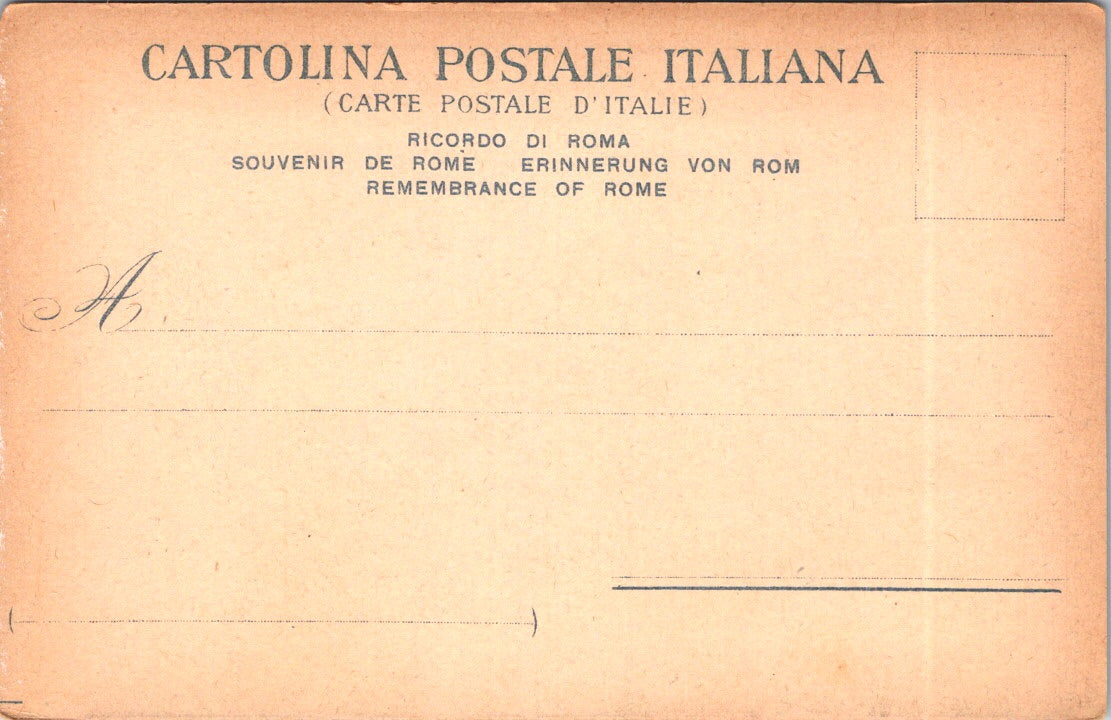 CARTOLINA POSTALE ITALIANA
(CARTE POSTALE D'ITALIE)
RICORDO DI ROMA
SOUVENIR DE ROME ERINNERUNG VON ROM
REMEMBRANCE OF ROME
A
( )